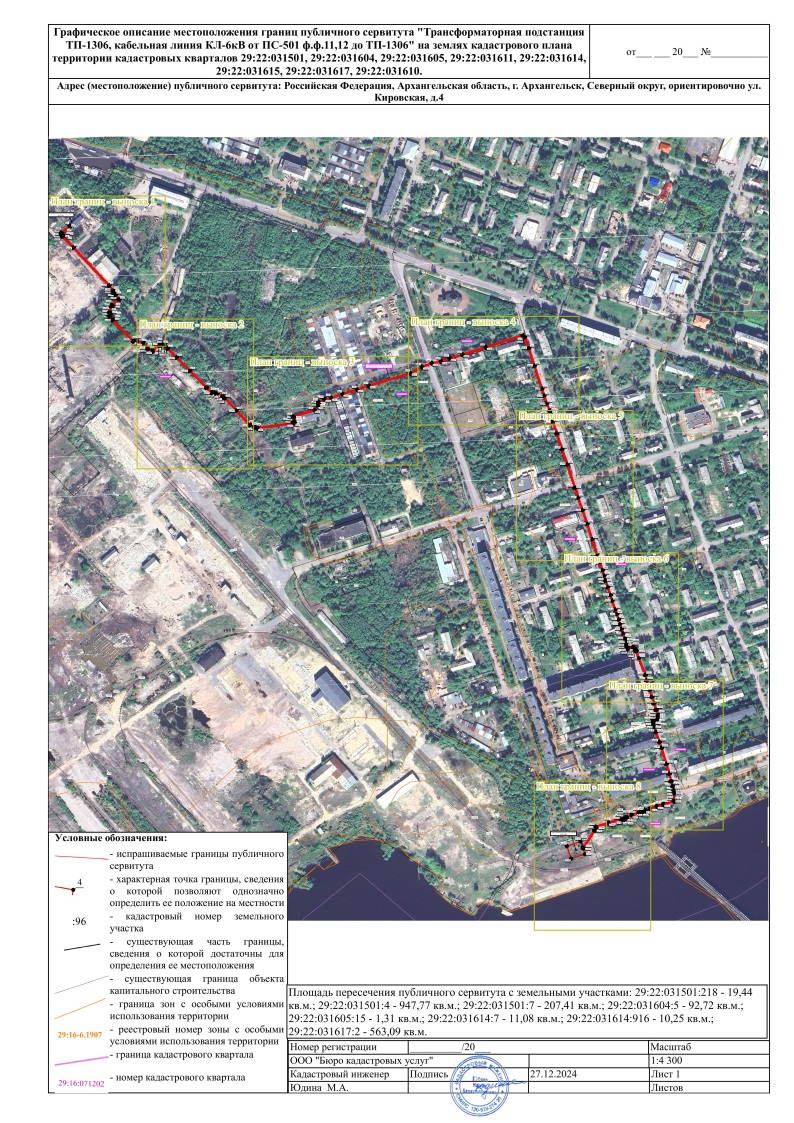 Графическое описание местоположения границ публичного сервитута "Трансформаторная подстанция
ТП-1306, кабельная линия КЛ-6кВ от ПС-501 ф.ф.11,12 до ТП-1306" на землях кадастрового плана
территории кадастровых кварталов 29:22:031501, 29:22:031604, 29:22:031605, 29:22:031611, 29:22:031614,
29:22:031615, 29:22:031617, 29:22:031610.
от___ ___ 20___ №___________
Адрес (местоположение) публичного сервитута: Российская Федерация, Архангельская область, г. Архангельск, Северный округ, ориентировочно ул.
Кировская, д.4
План границ - выноска 1
План границ - выноска 2
План границ - выноска 3
План границ - выноска 4
План границ - выноска 5
План границ - выноска 6
План границ - выноска 7
План границ - выноска 8
Условные обозначения:
- испрашиваемые границы публичного
сервитута
4
- характерная точка границы, сведения
о которой позволяют однозначно
определить ее положение на местности
:96
- кадастровый номер земельного
участка
- существующая часть границы,
сведения о которой достаточны для
определения ее местоположения
- существующая граница объекта
капитального строительства
- граница зон с особыми условиями
использования территории
29:16-6.1907
- реестровый номер зоны с особыми
условиями использования территории
- граница кадастрового квартала
29:16:071202
- номер кадастрового квартала
Площадь пересечения публичного сервитута с земельными участками: 29:22:031501:218 - 19,44
кв.м.; 29:22:031501:4 - 947,77 кв.м.; 29:22:031501:7 - 207,41 кв.м.; 29:22:031604:5 - 92,72 кв.м.;
29:22:031605:15 - 1,31 кв.м.; 29:22:031614:7 - 11,08 кв.м.; 29:22:031614:916 - 10,25 кв.м.;
29:22:031617:2 - 563,09 кв.м.
Номер регистрации
________/20
Масштаб
ООО "Бюро кадастровых услуг"
1:4 300
Кадастровый инженер
Подпись
27.12.2024
Лист 1
Юдина М.А.
Листов